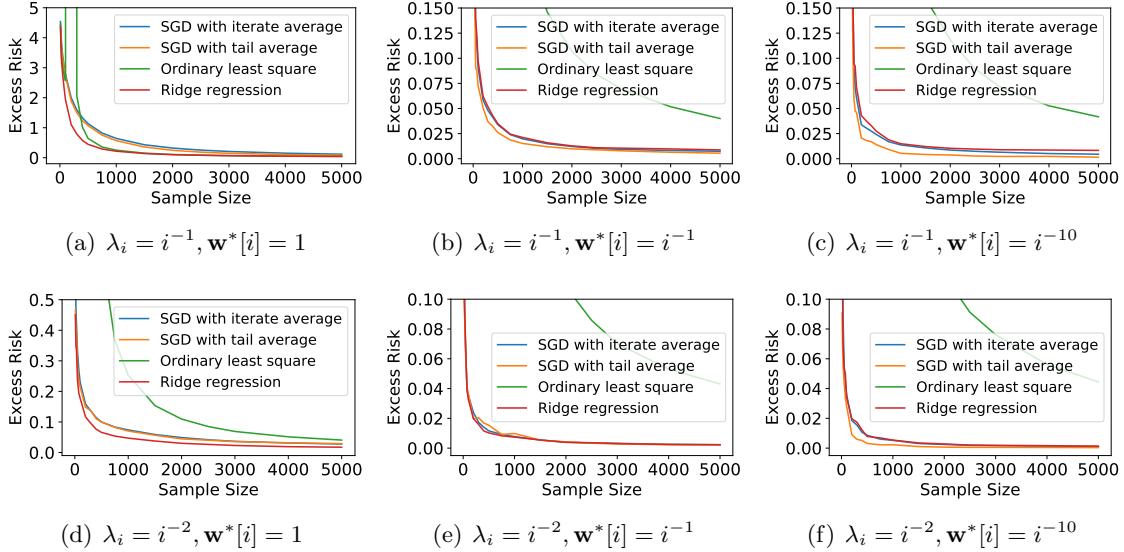 5
4
3
2
1
0
Excess Risk
SGD with iterate average
SGD with tail average
Ordinary least square
Ridge regression
0 1000 2000 3000 4000 5000
Sample Size
(a) λ_i = i^{-1}, w*[i] = 1
0.150
0.125
0.100
0.075
0.050
0.025
0.000
Excess Risk
SGD with iterate average
SGD with tail average
Ordinary least square
Ridge regression
0 1000 2000 3000 4000 5000
Sample Size
(b) λ_i = i^{-1}, w*[i] = i^{-1}
0.150
0.125
0.100
0.075
0.050
0.025
0.000
Excess Risk
SGD with iterate average
SGD with tail average
Ordinary least square
Ridge regression
0 1000 2000 3000 4000 5000
Sample Size
(c) λ_i = i^{-1}, w*[i] = i^{-10}
0.5
0.4
0.3
0.2
0.1
0.0
Excess Risk
SGD with iterate average
SGD with tail average
Ordinary least square
Ridge regression
0 1000 2000 3000 4000 5000
Sample Size
(d) λ_i = i^{-2}, w*[i] = 1
0.10
0.08
0.06
0.04
0.02
0.00
Excess Risk
SGD with iterate average
SGD with tail average
Ordinary least square
Ridge regression
0 1000 2000 3000 4000 5000
Sample Size
(e) λ_i = i^{-2}, w*[i] = i^{-1}
0.10
0.08
0.06
0.04
0.02
0.00
Excess Risk
SGD with iterate average
SGD with tail average
Ordinary least square
Ridge regression
0 1000 2000 3000 4000 5000
Sample Size
(f) λ_i = i^{-2}, w*[i] = i^{-10}